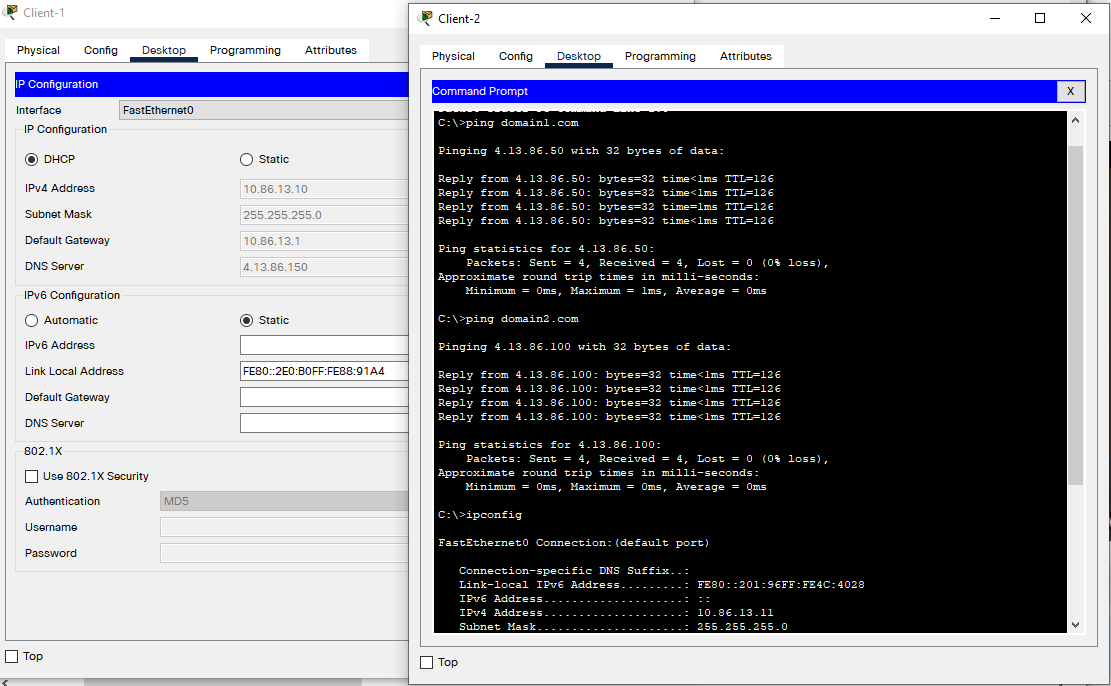 Client-1
Physical Config Desktop Programming Attributes
IP Configuration
Interface FastEthernet0
IP Configuration
DHCP Static
IPv4 Address 10.86.13.10
Subnet Mask 255.255.255.0
Default Gateway 10.86.13.1
DNS Server 4.13.86.150
IPv6 Configuration
Automatic Static
IPv6 Address
Link Local Address FE80::2E0:B0FF:FE88:91A4
Default Gateway
DNS Server
802.1X
Use 802.1X Security
Authentication MD5
Username
Password
Top
Client-2
Physical Config Desktop Programming Attributes
Command Prompt X
C:\>ping domain1.com
Pinging 4.13.86.50 with 32 bytes of data:
Reply from 4.13.86.50: bytes=32 time<1ms TTL=126
Reply from 4.13.86.50: bytes=32 time<1ms TTL=126
Reply from 4.13.86.50: bytes=32 time=1ms TTL=126
Reply from 4.13.86.50: bytes=32 time<1ms TTL=126
Ping statistics for 4.13.86.50:
Packets: Sent = 4, Received = 4, Lost = 0 (0% loss),
Approximate round trip times in milli-seconds:
Minimum = 0ms, Maximum = 1ms, Average = 0ms
C:\>ping domain2.com
Pinging 4.13.86.100 with 32 bytes of data:
Reply from 4.13.86.100: bytes=32 time<1ms TTL=126
Reply from 4.13.86.100: bytes=32 time<1ms TTL=126
Reply from 4.13.86.100: bytes=32 time<1ms TTL=126
Reply from 4.13.86.100: bytes=32 time<1ms TTL=126
Ping statistics for 4.13.86.100:
Packets: Sent = 4, Received = 4, Lost = 0 (0% loss),
Approximate round trip times in milli-seconds:
Minimum = 0ms, Maximum = 0ms, Average = 0ms
C:\>ipconfig
FastEthernet0 Connection:(default port)
Connection-specific DNS Suffix..:
Link-local IPv6 Address.........: FE80::201:96FF:FE4C:4028
IPv6 Address....................: ::
IPv4 Address....................: 10.86.13.11
Subnet Mask.....................: 255.255.255.0
Top